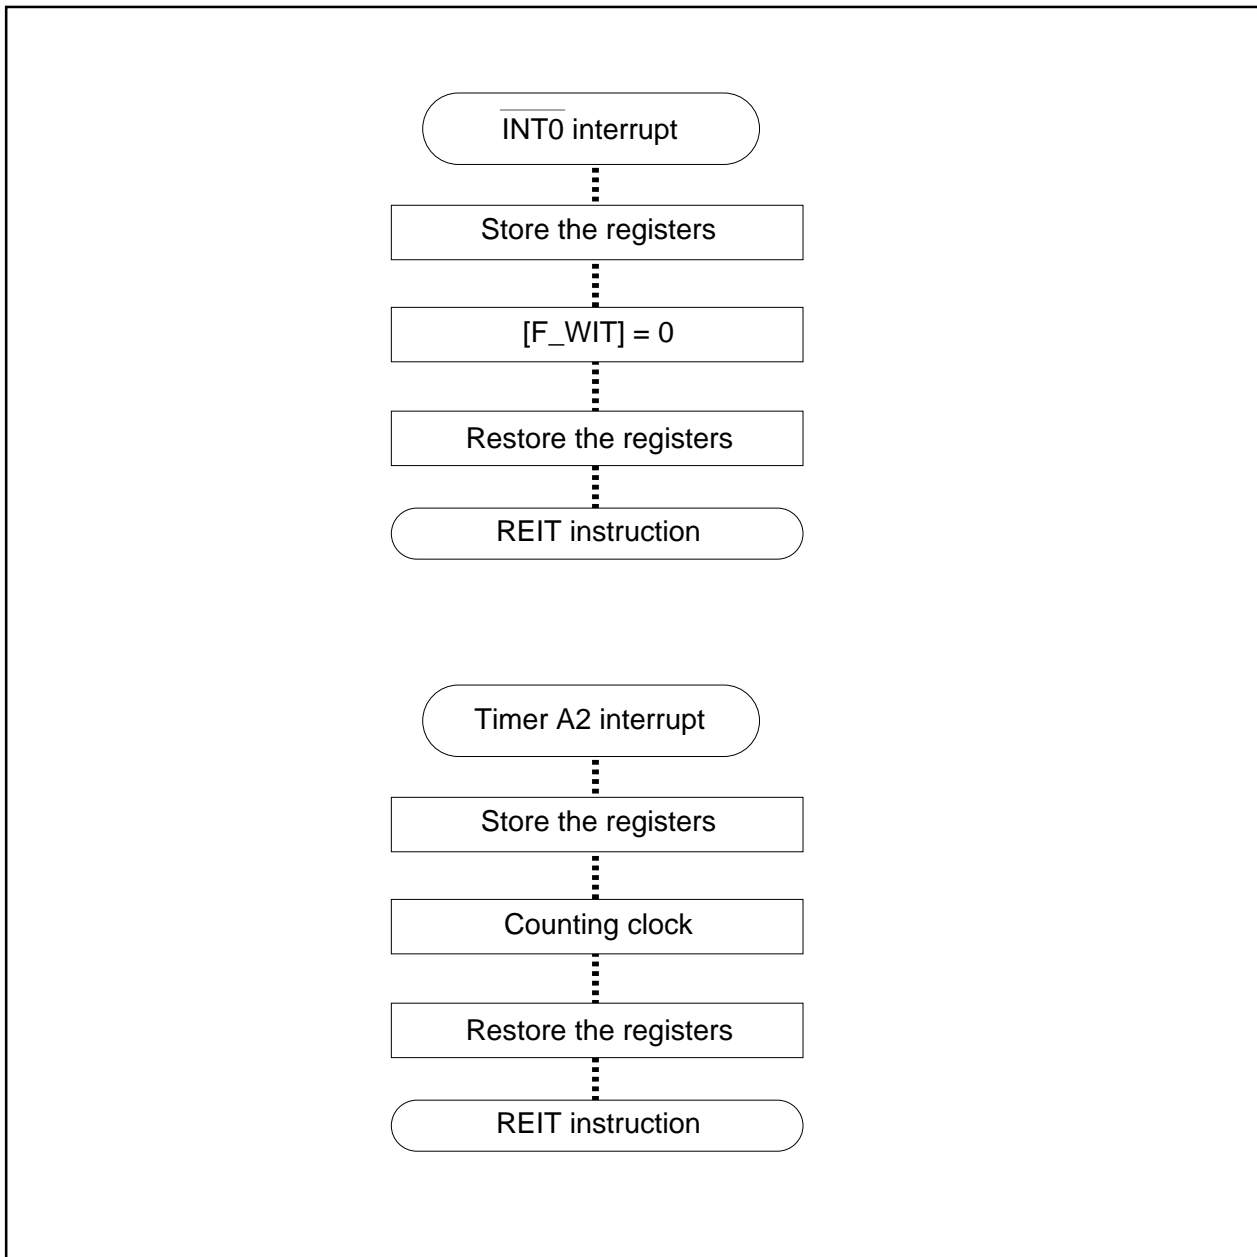 INT0 interrupt
Store the registers
[F_WIT] = 0
Restore the registers
REIT instruction
Timer A2 interrupt
Store the registers
Counting clock
Restore the registers
REIT instruction